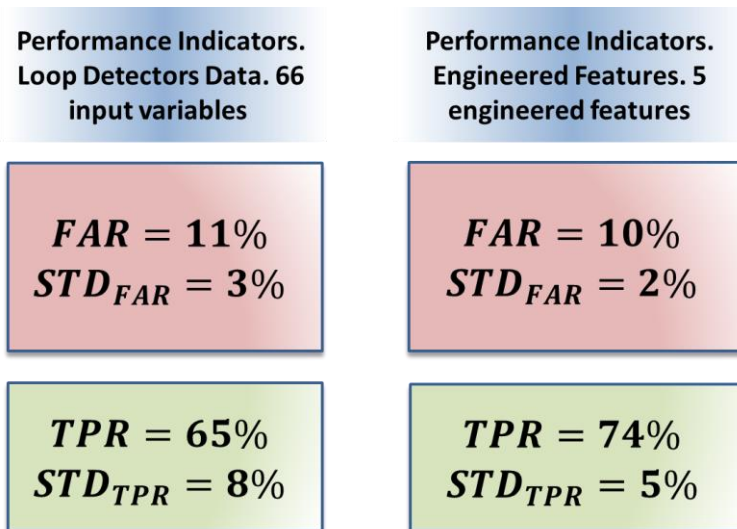 Performance Indicators.
Loop Detectors Data. 66
input variables
FAR = 11%
STD_FAR = 3%
TPR = 65%
STD_TPR = 8%
Performance Indicators.
Engineered Features. 5
engineered features
FAR = 10%
STD_FAR = 2%
TPR = 74%
STD_TPR = 5%